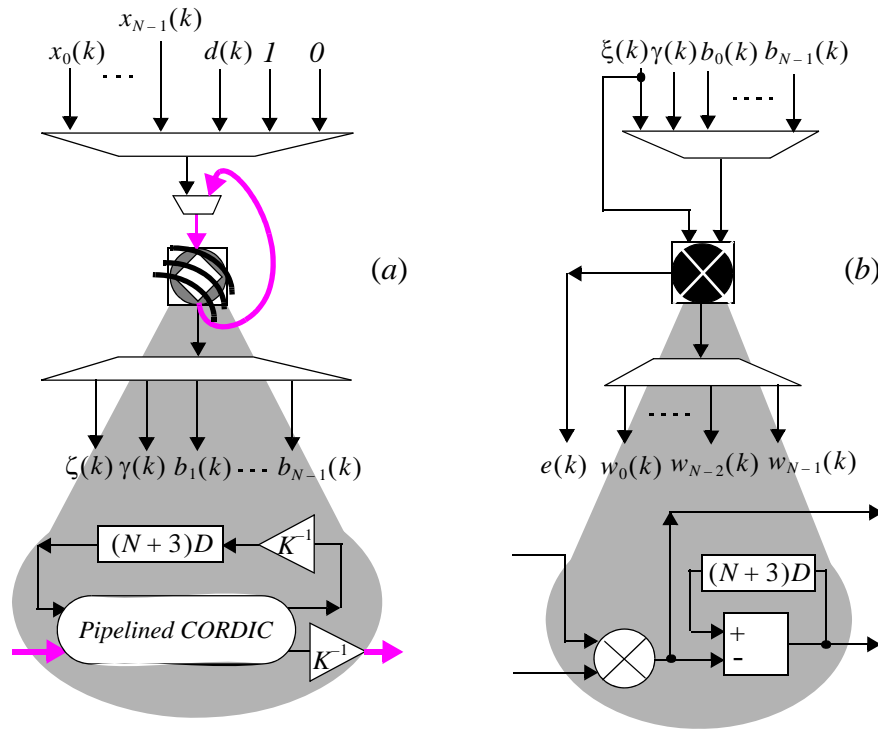 x_{N-1}(k)
x_0(k) .... d(k) 1 0
(a)
ζ(k) γ(k) b_1(k) .... b_{N-1}(k)
(N + 3)D
K^{-1}
Pipelined CORDIC
K^{-1}
ξ(k) γ(k) b_0(k) b_{N-1}(k)
.....
(b)
.....
e(k) w_0(k) w_{N-2}(k) w_{N-1}(k)
(N + 3)D
+
-